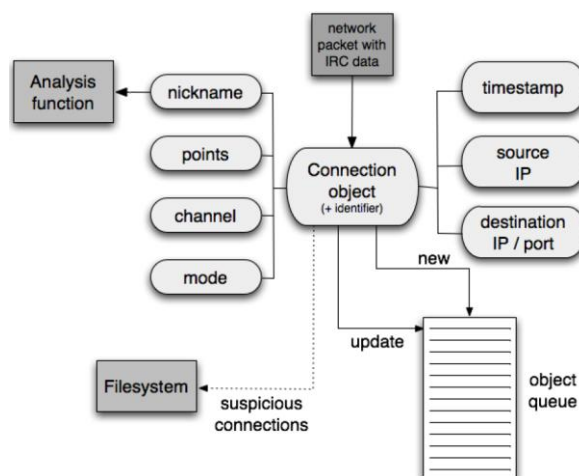 network
packet with
IRC data
Analysis
function
nickname
points
channel
mode
Connection
object
(+ identifier)
timestamp
source
IP
destination
IP / port
new
update
Filesystem
suspicious
connections
object
queue